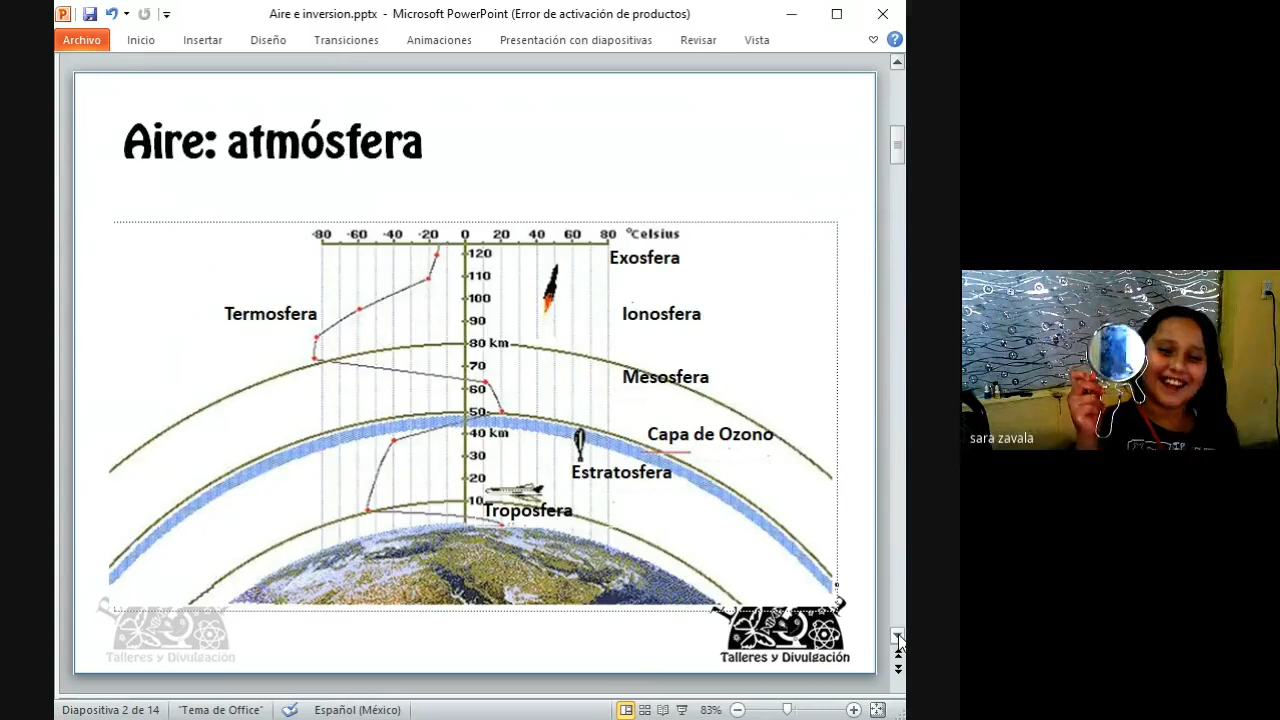 Aire e inversion.pptx - Microsoft PowerPoint (Error de activación de productos)
Archivo Inicio Insertar Diseño Transiciones Animaciones Presentación con diapositivas Revisar Vista
Aire: atmósfera
-80 -60 -40 -20 0 20 40 60 80 °Celsius
120
Exosfera
110
100
Termosfera
Ionosfera
90
80 km
70
Mesosfera
60
50
40 km
Capa de Ozono
30
Estratosfera
20
10
Troposfera
Talleres y Divulgación
Talleres y Divulgación
sara zavala
Diapositiva 2 de 14 "Tema de Office" Español (México) 83%